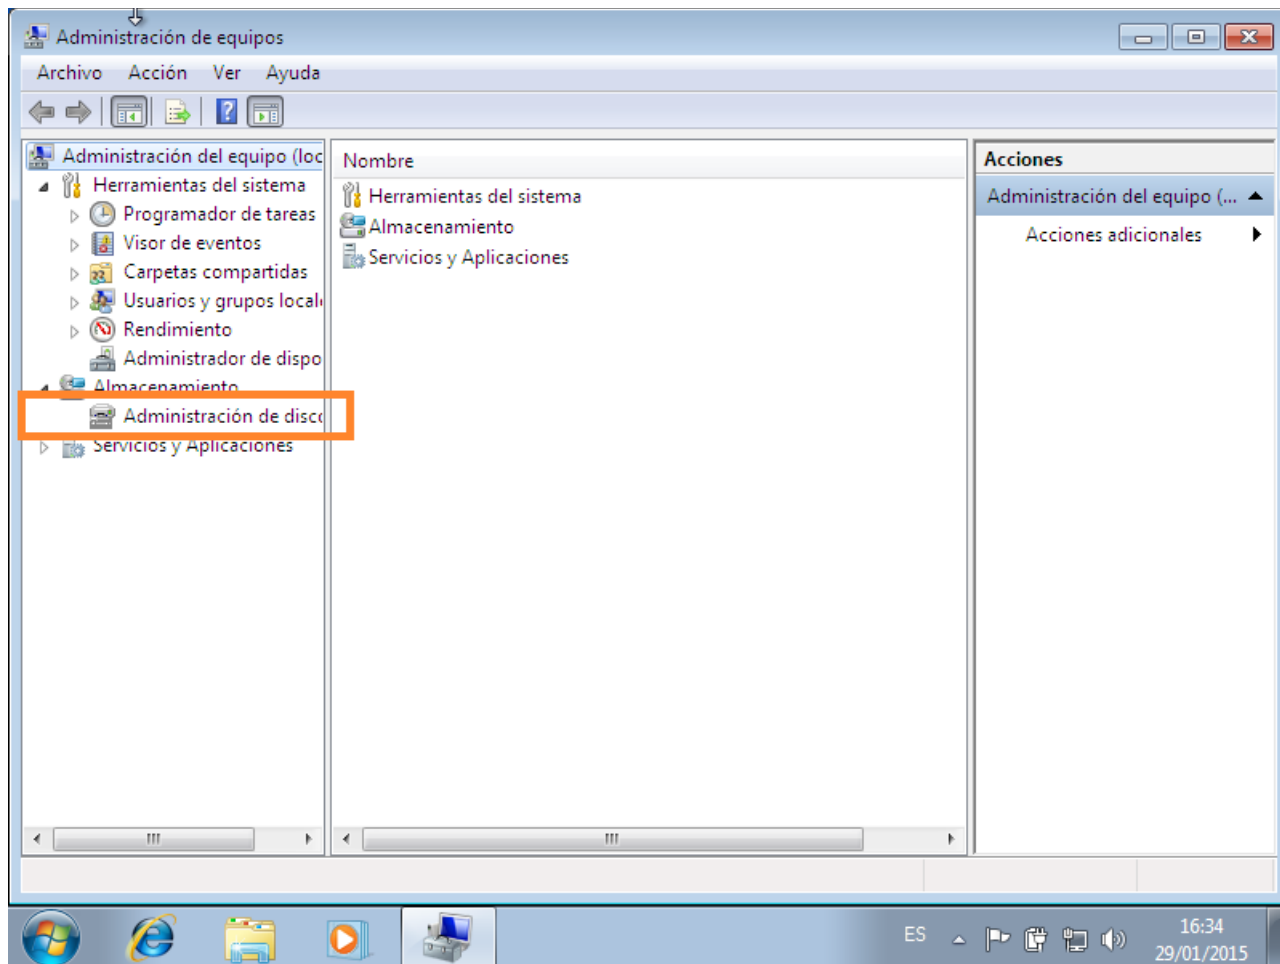 Administración de equipos
Archivo Acción Ver Ayuda
Administración del equipo (loc
Herramientas del sistema
Programador de tareas
Visor de eventos
Carpetas compartidas
Usuarios y grupos local
Rendimiento
Administrador de dispo
Almacenamiento
Administración de disco
Servicios y Aplicaciones
Nombre
Herramientas del sistema
Almacenamiento
Servicios y Aplicaciones
Acciones
Administración del equipo (...
Acciones adicionales
ES
16:34
29/01/2015